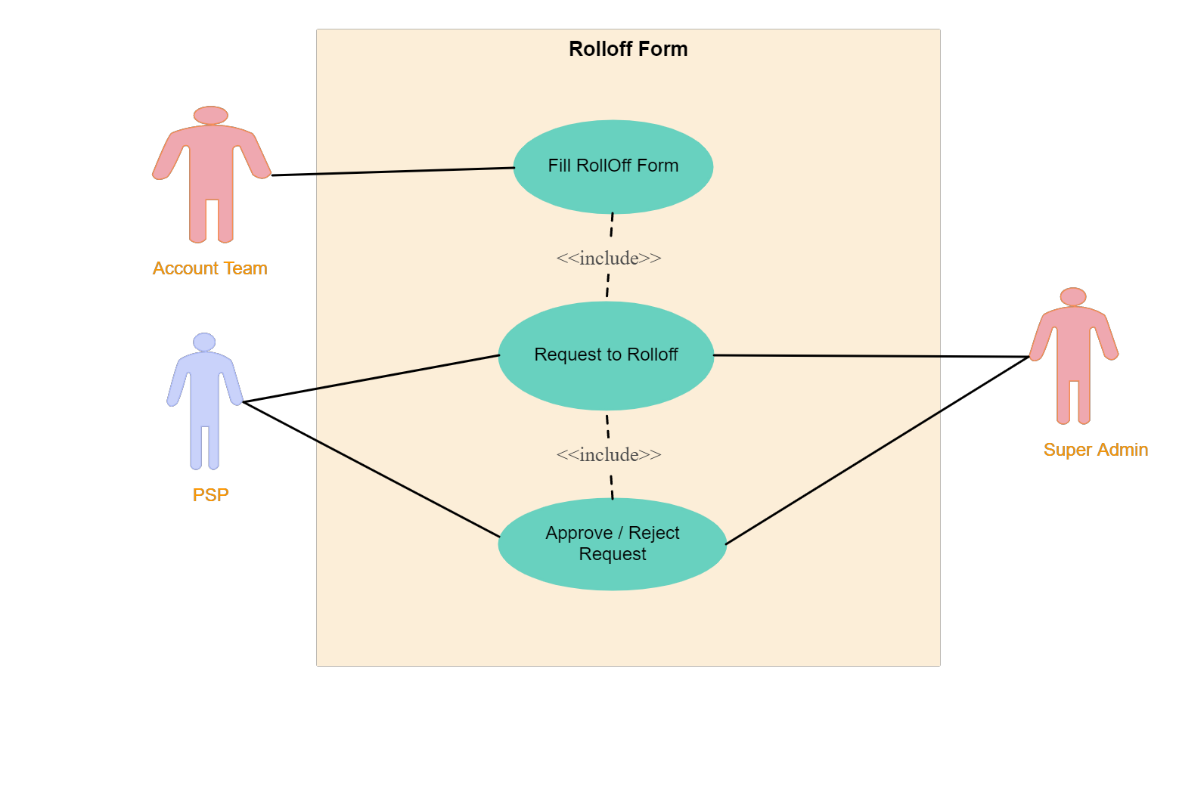 Rolloff Form
Fill RollOff Form
<<include>>
Account Team
Request to Rolloff
Super Admin
<<include>>
PSP
Approve / Reject
Request